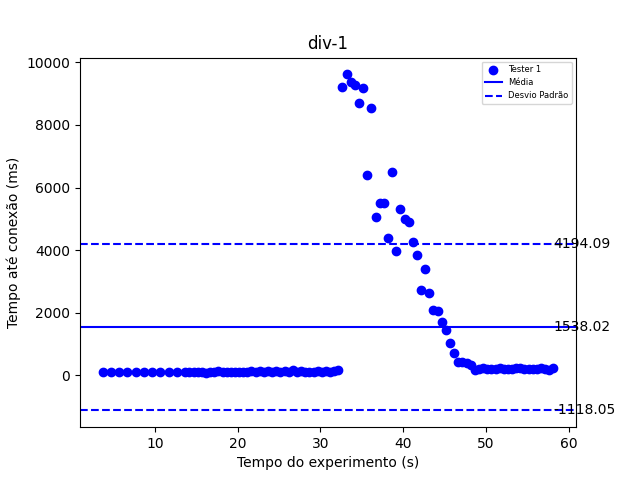 div-1
10000
8000
6000
4000
2000
0
Tempo até conexão (ms)
Tester 1
Média
Desvio Padrão
4194.09
1538.02
-1118.05
10 20 30 40 50 60
Tempo do experimento (s)